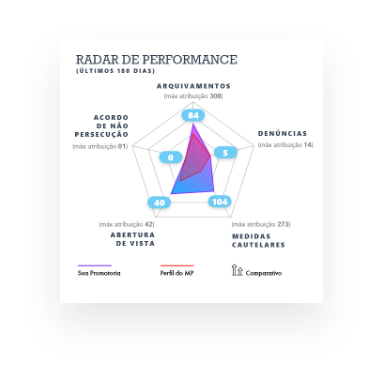 RADAR DE PERFORMANCE
(ÚLTIMOS 180 DIAS)
ARQUIVAMENTOS
(máx atribuição 308)
84
ACORDO
DE NÃO
PERSECUÇÃO
(máx atribuição 01)
0
DENÚNCIAS
(máx atribuição 14)
5
40
104
(máx atribuição 42)
ABERTURA
DE VISTA
(máx atribuição 273)
MEDIDAS
CAUTELARES
Sua Promotoria
Perfil do MP
Comparativo